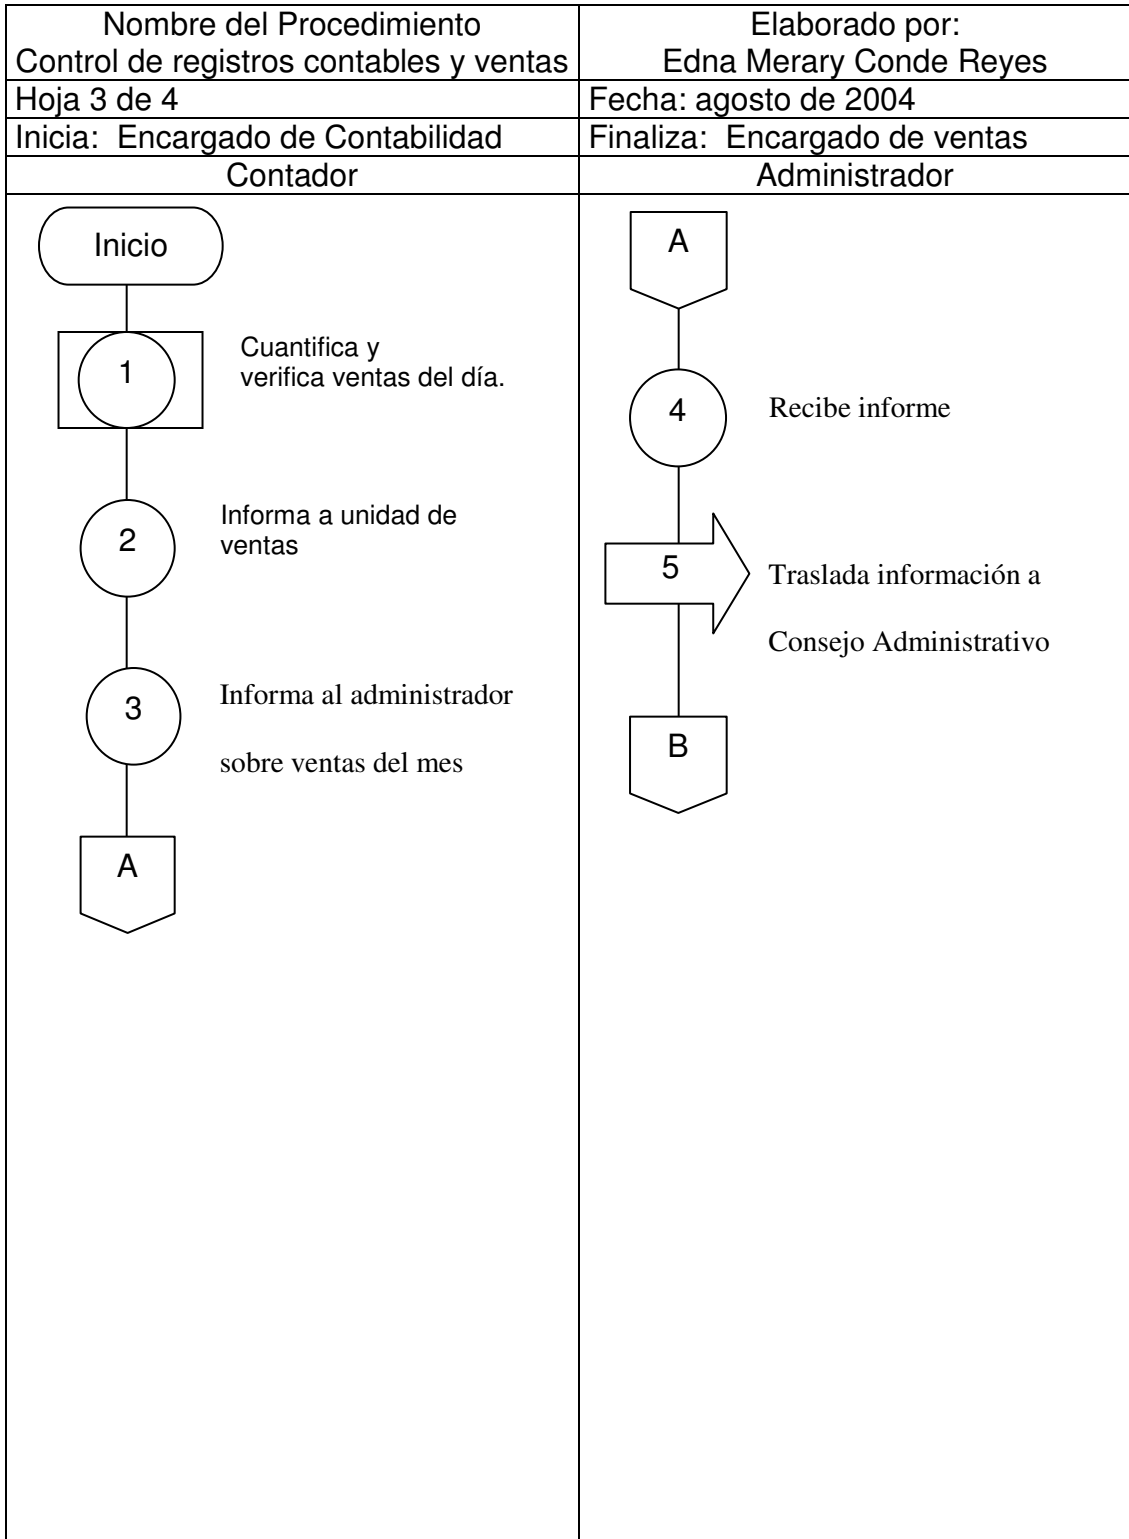 Nombre del Procedimiento
Control de registros contables y ventas
Elaborado por:
Edna Merary Conde Reyes
Hoja 3 de 4
Fecha: agosto de 2004
Inicia:  Encargado de Contabilidad
Finaliza:  Encargado de ventas
Contador
Administrador
Inicio
1
Cuantifica y
verifica ventas del día.
2
Informa a unidad de
ventas
3
Informa al administrador
sobre ventas del mes
A
A
4
Recibe informe
5
Traslada información a
Consejo Administrativo
B